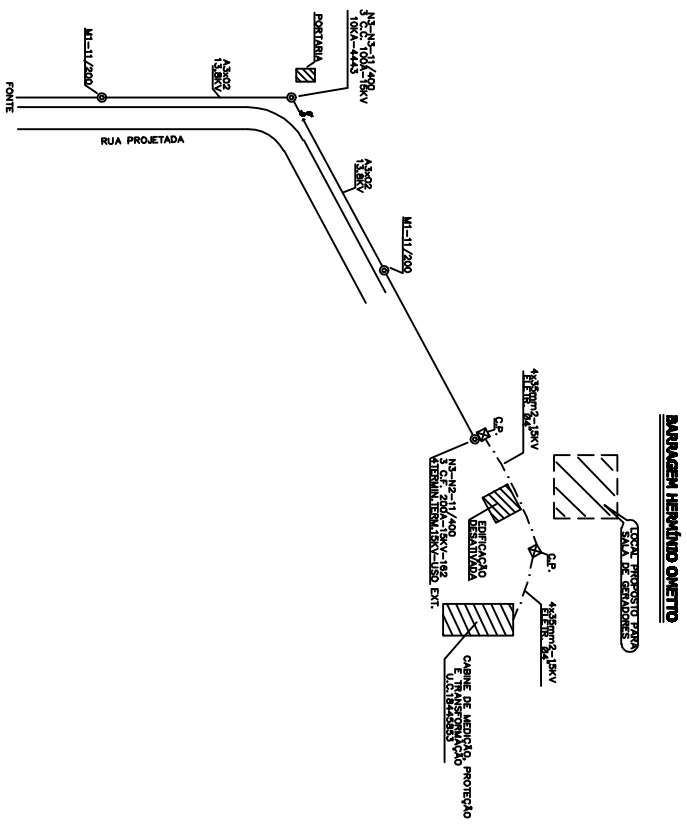 BARRAGEM HERMÍNIO OMETTO
LOCAL PROPOSTO PARA
SALA DE GERADORES
4x35mm2-15KV
ELETR. Ø4"
C.P.
EDIFICAÇÃO
DESATIVADA
C.P.
4x35mm2-15KV
ELETR. Ø4"
CABINE DE MEDIÇÃO, PROTEÇÃO
E TRANSFORMAÇÃO
U.C.18445853
N3-N2-11/400
3 C.F. 200A-15KV-162
4TERMIN.TERM.15KV-USO EXT.
M1-11/200
A3x02
13.8KV
N3-N3-11/400
3 C.C. 100A-15KV
10KA-4443
PORTARIA
A3x02
13.8KV
M1-11/200
RUA PROJETADA
FONTE